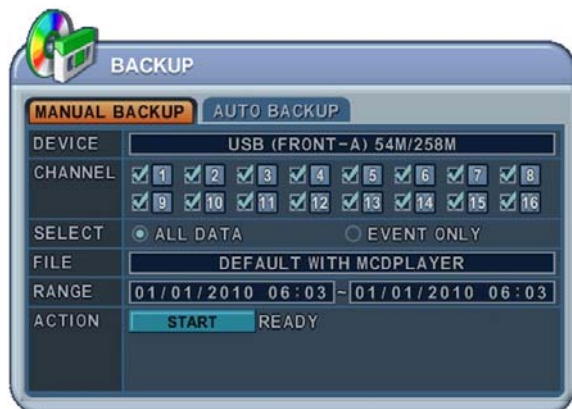 BACKUP
MANUAL BACKUP AUTO BACKUP
DEVICE USB (FRONT-A) 54M/258M
CHANNEL 1 2 3 4 5 6 7 8
9 10 11 12 13 14 15 16
SELECT ALL DATA EVENT ONLY
FILE DEFAULT WITH MCDPLAYER
RANGE 01/01/2010 06:03 ~ 01/01/2010 06:03
ACTION START READY